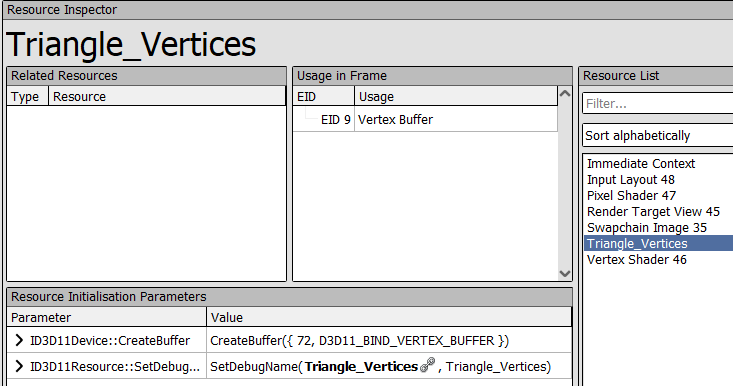 Resource Inspector
Triangle_Vertices
Related Resources
Type Resource
Usage in Frame
EID Usage
EID 9 Vertex Buffer
Resource List
Filter...
Sort alphabetically
Immediate Context
Input Layout 48
Pixel Shader 47
Render Target View 45
Swapchain Image 35
Triangle_Vertices
Vertex Shader 46
Resource Initialisation Parameters
Parameter Value
ID3D11Device::CreateBuffer CreateBuffer({ 72, D3D11_BIND_VERTEX_BUFFER })
ID3D11Resource::SetDebug... SetDebugName(Triangle_Vertices , Triangle_Vertices)